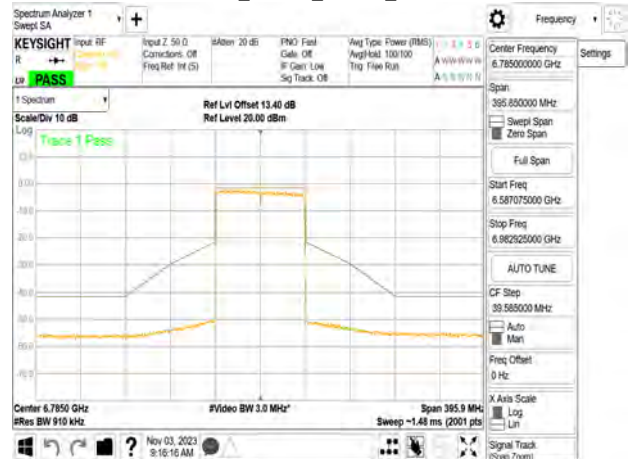 Spectrum Analyzer 1
Swept SA
+
Frequency
KEYSIGHT
Input: RF
R
PASS
Input Z: 50 Ω
Corrections: Off
Freq Ref: Int (S)
#Atten: 20 dB
PNO: Fast
Gate: Off
IF Gain: Low
Sig Track: Off
Avg Type: Power (RMS)
Avg|Hold: 100/100
Trig: Free Run
Settings
Center Frequency
6.785000000 GHz
Span
395.850000 MHz
Swept Span
Zero Span
Full Span
Start Freq
6.587075000 GHz
Stop Freq
6.982925000 GHz
AUTO TUNE
CF Step
39.585000 MHz
Auto
Man
Freq Offset
0 Hz
X Axis Scale
Log
Lin
Signal Track
(Span Zoom)
1 Spectrum
Scale/Div 10 dB
Ref Lvl Offset 13.40 dB
Ref Level 20.00 dBm
Log
Trace 1 Pass
Center 6.7850 GHz
#Video BW 3.0 MHz*
Span 395.9 MHz
#Res BW 910 kHz
Sweep ~1.48 ms (2001 pts)
?
Nov 03, 2023
9:16:16 AM